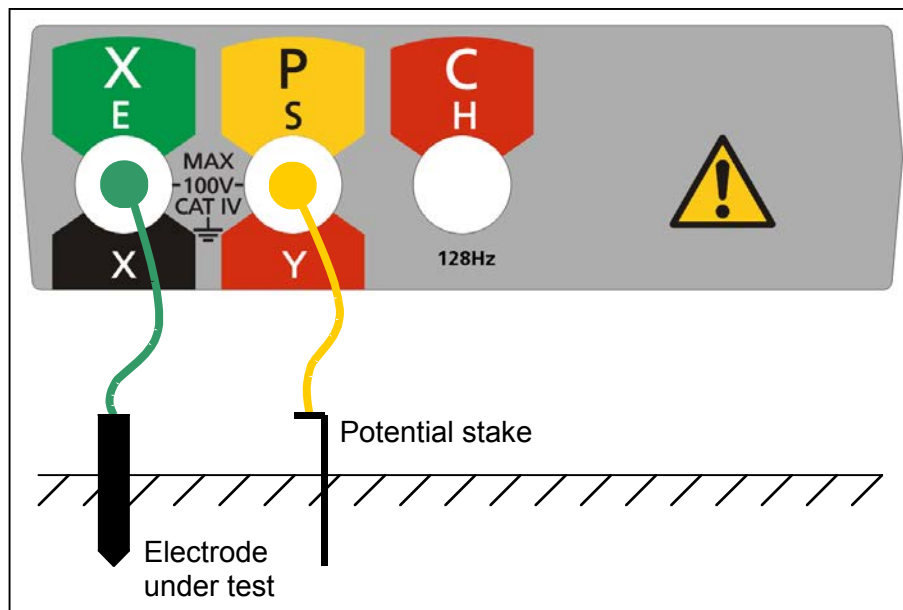 X P C
E S H
MAX
100V
CAT IV
X Y 128Hz
Potential stake
Electrode
under test